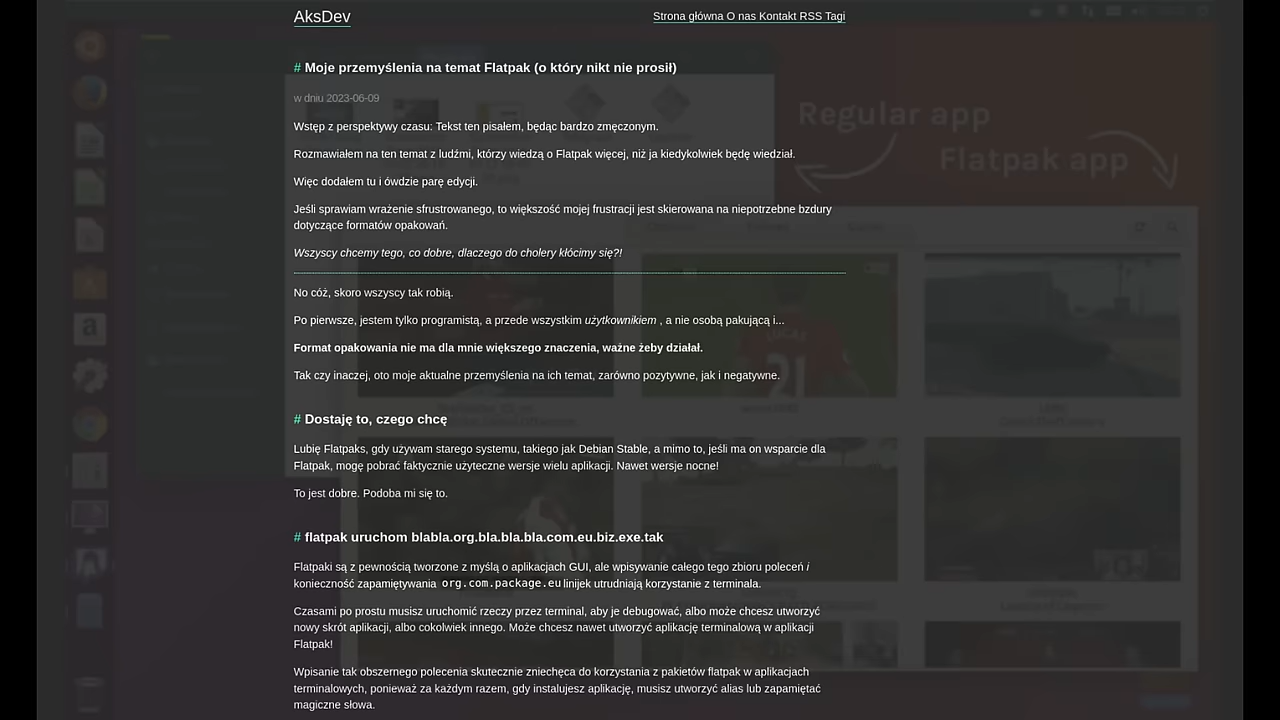 AksDev
Strona główna O nas Kontakt RSS Tagi
# Moje przemyślenia na temat Flatpak (o który nikt nie prosił)
w dniu 2023-06-09
Regular app
Flatpak app
Wstęp z perspektywy czasu: Tekst ten pisałem, będąc bardzo zmęczonym.
Rozmawiałem na ten temat z ludźmi, którzy wiedzą o Flatpak więcej, niż ja kiedykolwiek będę wiedział.
Więc dodałem tu i ówdzie parę edycji.
Jeśli sprawiam wrażenie sfrustrowanego, to większość mojej frustracji jest skierowana na niepotrzebne bzdury
dotyczące formatów opakowań.
Wszyscy chcemy tego, co dobre, dlaczego do cholery kłócimy się?!
No cóż, skoro wszyscy tak robią.
Po pierwsze, jestem tylko programistą, a przede wszystkim użytkownikiem , a nie osobą pakującą i...
Format opakowania nie ma dla mnie większego znaczenia, ważne żeby działał.
Tak czy inaczej, oto moje aktualne przemyślenia na ich temat, zarówno pozytywne, jak i negatywne.
# Dostaję to, czego chcę
Lubię Flatpaks, gdy używam starego systemu, takiego jak Debian Stable, a mimo to, jeśli ma on wsparcie dla
Flatpak, mogę pobrać faktycznie użyteczne wersje wielu aplikacji. Nawet wersje nocne!
To jest dobre. Podoba mi się to.
# flatpak uruchom blabla.org.bla.bla.bla.com.eu.biz.exe.tak
Flatpaki są z pewnością tworzone z myślą o aplikacjach GUI, ale wpisywanie całego tego zbioru poleceń i
konieczność zapamiętywania org.com.package.eu linijek utrudniają korzystanie z terminala.
Czasami po prostu musisz uruchomić rzeczy przez terminal, aby je debugować, albo może chcesz utworzyć
nowy skrót aplikacji, albo cokolwiek innego. Może chcesz nawet utworzyć aplikację terminalową w aplikacji
Flatpak!
Wpisanie tak obszernego polecenia skutecznie zniechęca do korzystania z pakietów flatpak w aplikacjach
terminalowych, ponieważ za każdym razem, gdy instalujesz aplikację, musisz utworzyć alias lub zapamiętać
magiczne słowa.